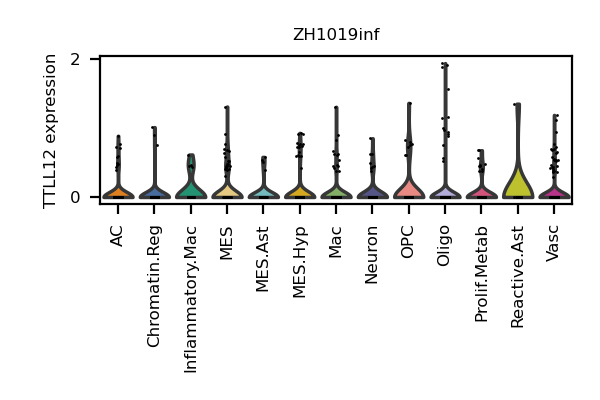 ZH1019inf
TTLL12 expression
2
0
AC
Chromatin.Reg
Inflammatory.Mac
MES
MES.Ast
MES.Hyp
Mac
Neuron
OPC
Oligo
Prolif.Metab
Reactive.Ast
Vasc